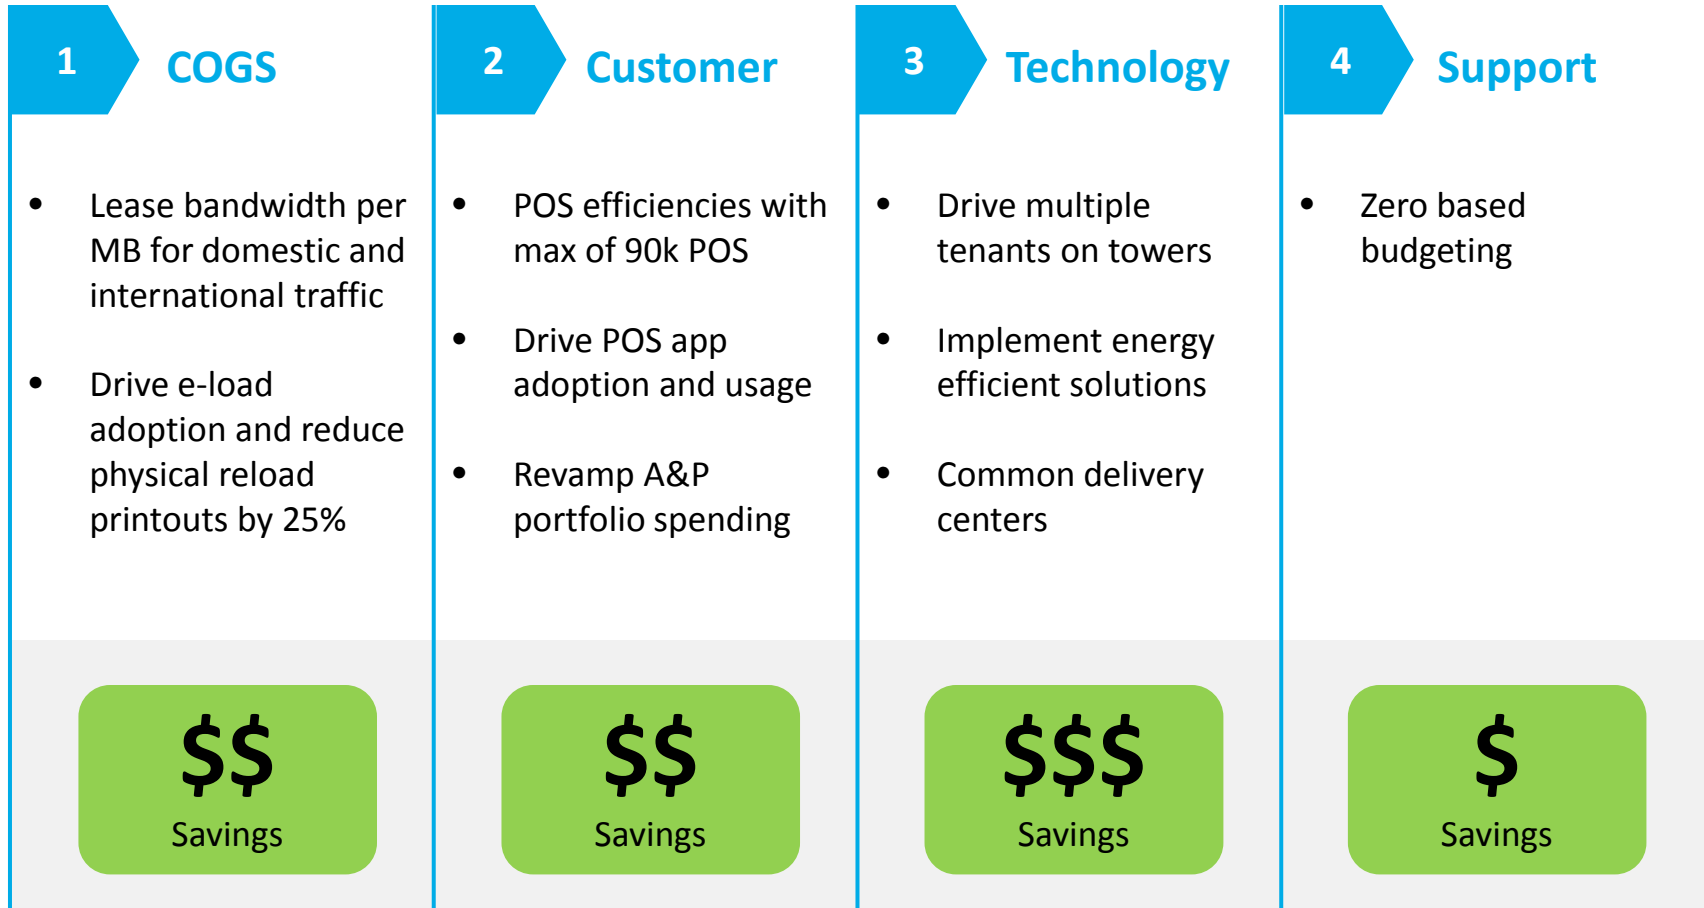 1
COGS
• Lease bandwidth per
MB for domestic and
international traffic
• Drive e-load
adoption and reduce
physical reload
printouts by 25%
$$
Savings
2
Customer
• POS efficiencies with
max of 90k POS
• Drive POS app
adoption and usage
• Revamp A&P
portfolio spending
$$
Savings
3
Technology
• Drive multiple
tenants on towers
• Implement energy
efficient solutions
• Common delivery
centers
$$$
Savings
4
Support
• Zero based
budgeting
$
Savings